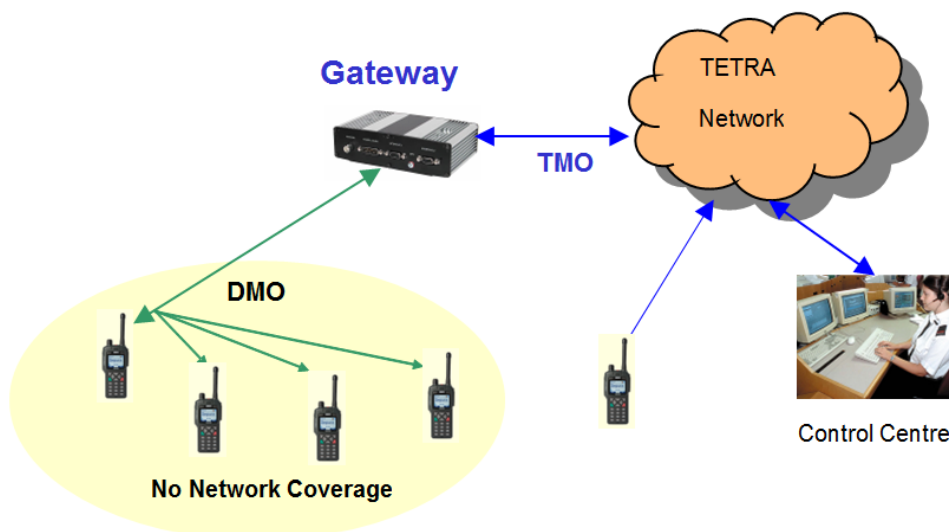 Gateway
TETRA
Network
TMO
DMO
No Network Coverage
Control Centre